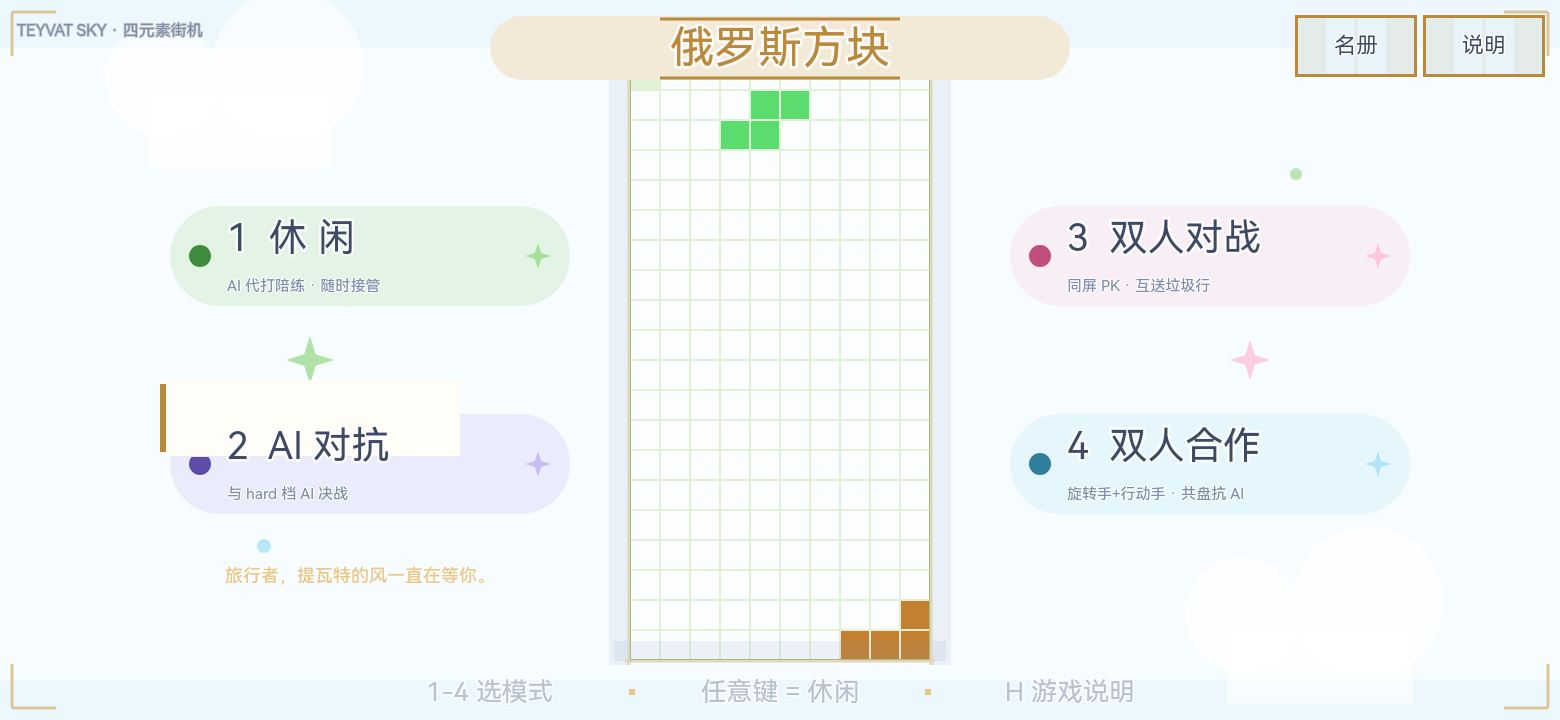 TEYVAT SKY · 四元素街机
俄罗斯方块
名册
说明
1 休 闲
AI 代打陪练 · 随时接管
2 AI 对抗
与 hard 档 AI 决战
旅行者，提瓦特的风一直在等你。
3 双人对战
同屏 PK · 互送垃圾行
4 双人合作
旋转手+行动手 · 共盘抗 AI
1-4 选模式
任意键 = 休闲
H 游戏说明